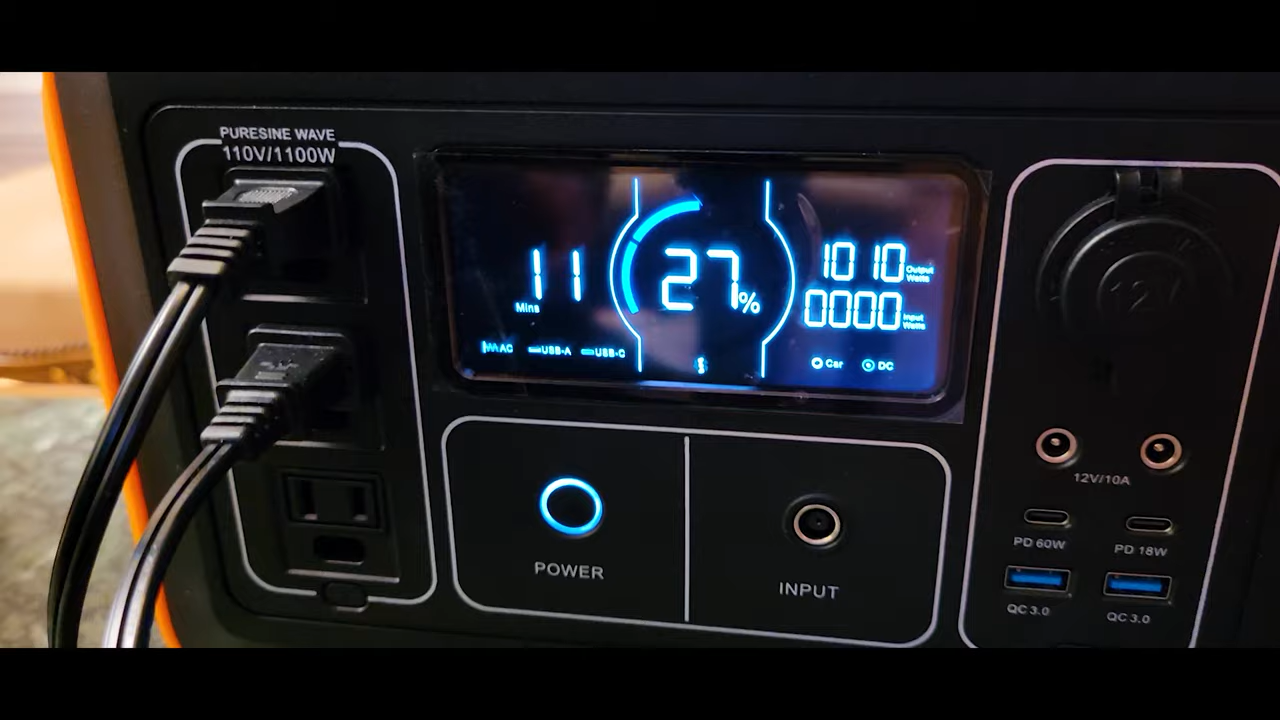 PURESINE WAVE
110V/1100W
11
Mins
27%
1010 Output Watts
0000 Input Watts
AC USB-A USB-C
Car DC
POWER
INPUT
12V
12V/10A
PD 60W PD 18W
QC 3.0 QC 3.0